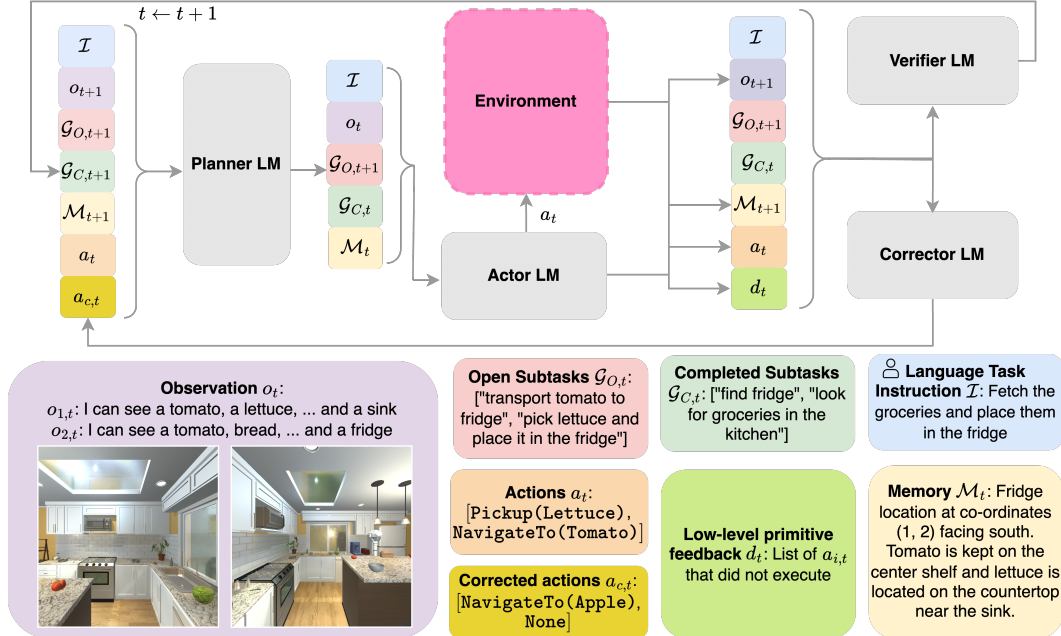 t ← t + 1
ℐ
o_{t+1}
𝒢_{O,t+1}
𝒢_{C,t+1}
ℳ_{t+1}
a_t
a_{c,t}
Planner LM
ℐ
o_t
𝒢_{O,t+1}
𝒢_{C,t}
ℳ_t
Environment
a_t
Actor LM
ℐ
o_{t+1}
𝒢_{O,t+1}
𝒢_{C,t}
ℳ_{t+1}
a_t
d_t
Verifier LM
Corrector LM
Observation o_t:
o_{1,t}: I can see a tomato, a lettuce, ... and a sink
o_{2,t}: I can see a tomato, bread, ... and a fridge
Open Subtasks 𝒢_{O,t}:
["transport tomato to
fridge", "pick lettuce and
place it in the fridge"]
Completed Subtasks
𝒢_{C,t}: ["find fridge", "look
for groceries in the
kitchen"]
Language Task
Instruction ℐ: Fetch the
groceries and place them
in the fridge
Actions a_t:
[Pickup(Lettuce),
NavigateTo(Tomato)]
Corrected actions a_{c,t}:
[NavigateTo(Apple),
None]
Low-level primitive
feedback d_t: List of a_{i,t}
that did not execute
Memory ℳ_t: Fridge
location at co-ordinates
(1, 2) facing south.
Tomato is kept on the
center shelf and lettuce is
located on the countertop
near the sink.